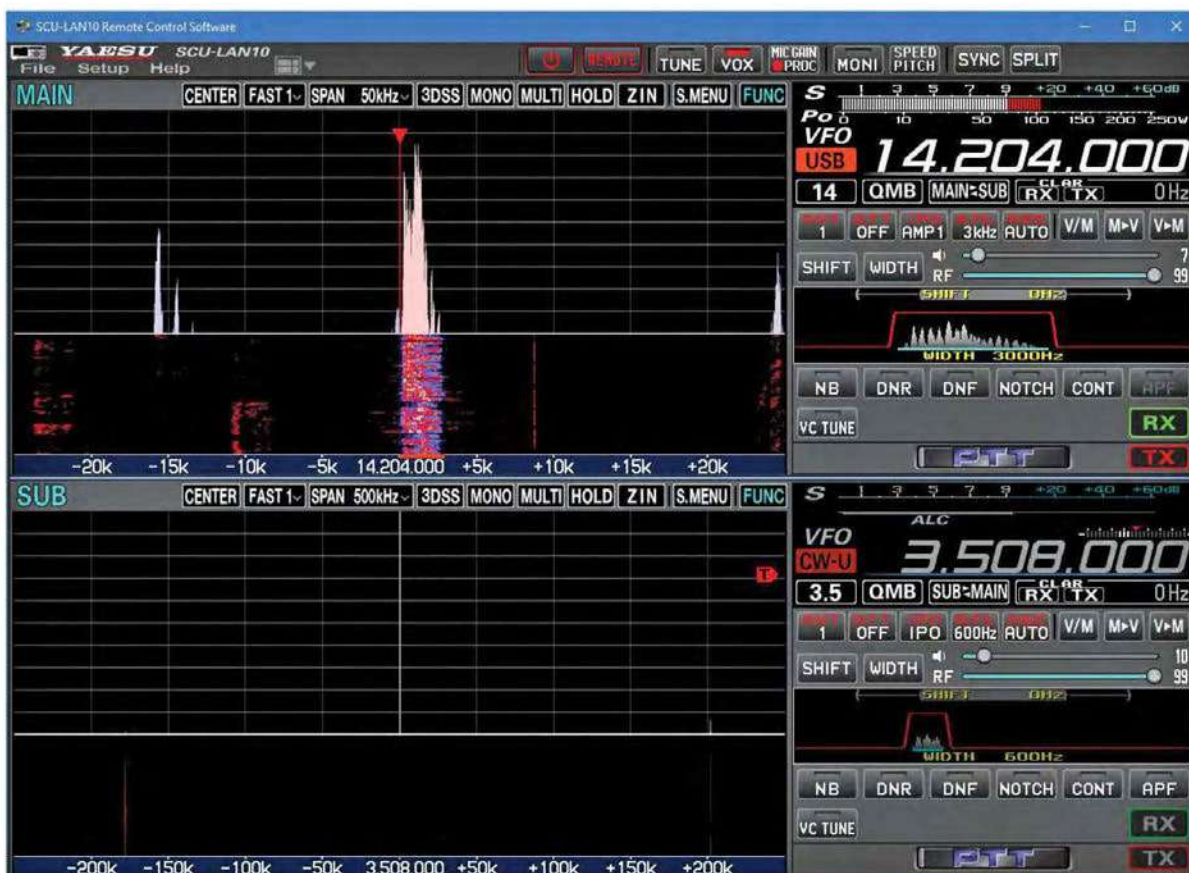 SCU-LAN10 Remote Control Software
YAESU SCU-LAN10
File Setup Help
REMOTE TUNE VOX MIC GAIN PROC MONI SPEED PITCH SYNC SPLIT
MAIN CENTER FAST 1 SPAN 50kHz 3DSS MONO MULTI HOLD ZIN S.MENU FUNC
-20k -15k -10k -5k 14.204.000 +5k +10k +15k +20k
S 1 3 5 7 9 +20 +40 +60dB
Po 0 10 50 100 150 200 250W
VFO
USB 14.204.000
14 QMB MAIN SUB CLAR RX TX 0Hz
1 OFF AMP1 3kHz AUTO V/M M▸V V▸M
SHIFT WIDTH 7
RF 99
SHIFT 0Hz
WIDTH 3000Hz
NB DNR DNF NOTCH CONT APF
VC TUNE RX
PTT TX
SUB CENTER FAST 1 SPAN 500kHz 3DSS MONO MULTI HOLD ZIN S.MENU FUNC
T
-200k -150k -100k -50k 3.508.000 +50k +100k +150k +200k
S 1 3 5 7 9 +20 +40 +60dB
ALC
VFO
CW-U 3.508.000
3.5 QMB SUB MAIN CLAR RX TX 0Hz
1 OFF IPO 600Hz AUTO V/M M▸V V▸M
SHIFT WIDTH 10
RF 99
SHIFT 0Hz
WIDTH 600Hz
NB DNR DNF NOTCH CONT APF
VC TUNE RX
PTT TX